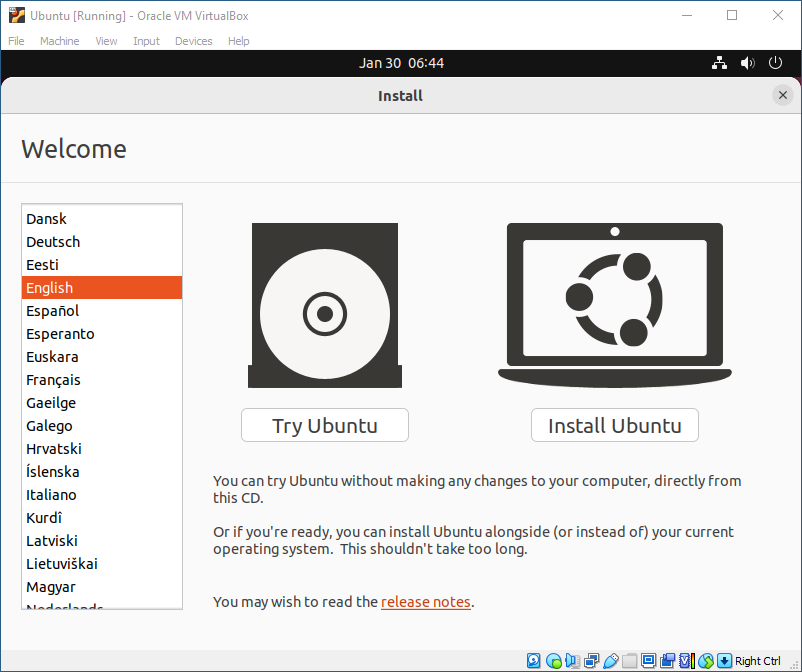 Ubuntu [Running] - Oracle VM VirtualBox
File Machine View Input Devices Help
Jan 30 06:44
Install
Welcome
Dansk
Deutsch
Eesti
English
Español
Esperanto
Euskara
Français
Gaeilge
Galego
Hrvatski
Íslenska
Italiano
Kurdî
Latviski
Lietuviškai
Magyar
Nederlands
Try Ubuntu
Install Ubuntu
You can try Ubuntu without making any changes to your computer, directly from
this CD.
Or if you're ready, you can install Ubuntu alongside (or instead of) your current
operating system. This shouldn't take too long.
You may wish to read the release notes.
Right Ctrl